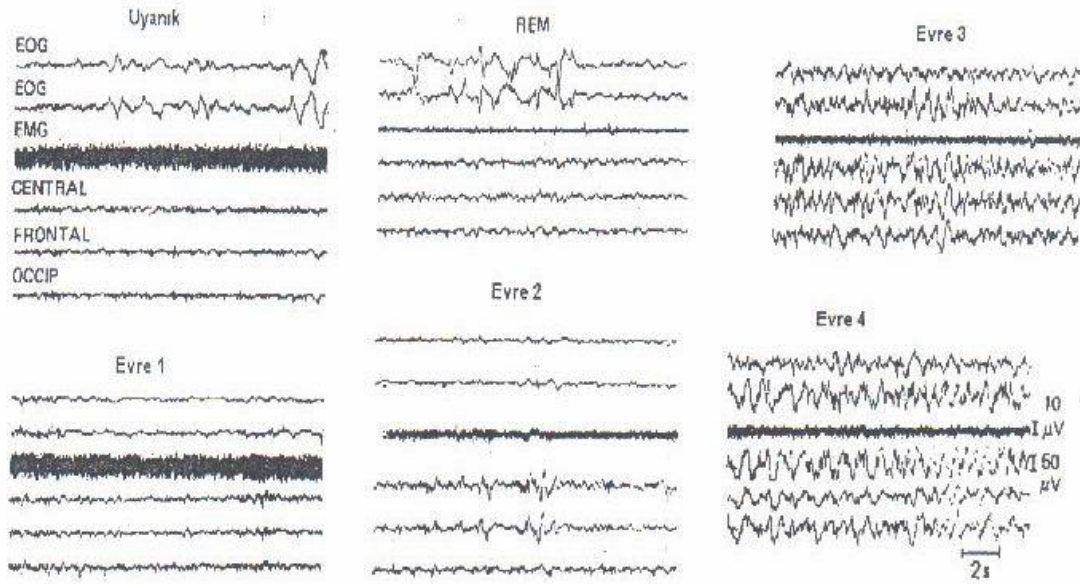 Uyanık
EOG
EOG
EMG
CENTRAL
FRONTAL
OCCIP
REM
Evre 3
Evre 1
Evre 2
Evre 4
10
I μV
I 50
μV
2s